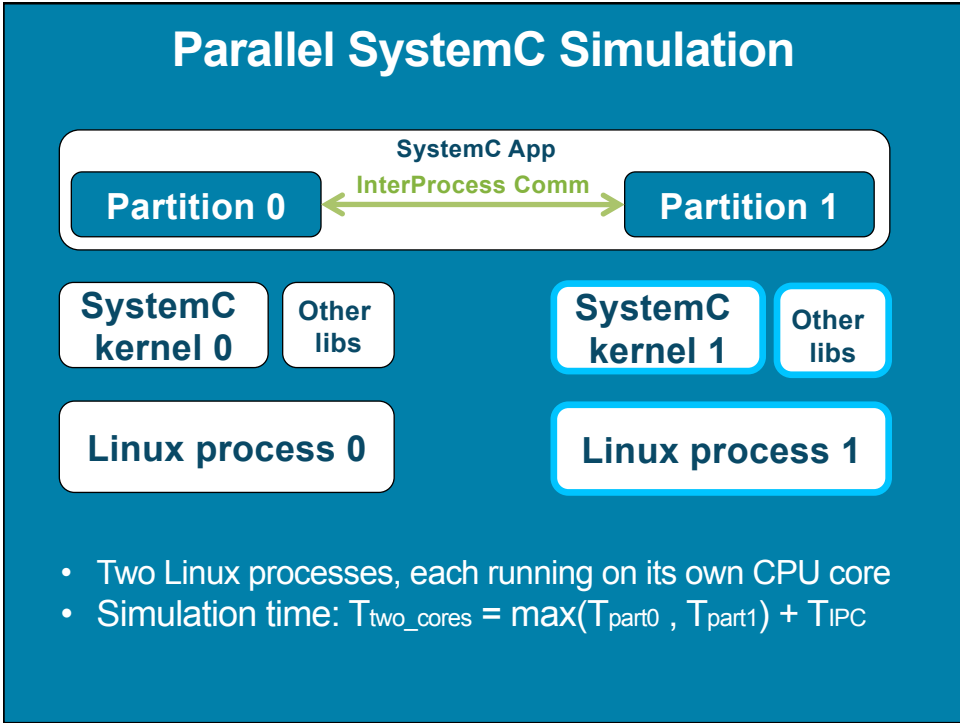 Parallel SystemC Simulation
SystemC App
InterProcess Comm
Partition 0
Partition 1
SystemC
kernel 0
Other
libs
SystemC
kernel 1
Other
libs
Linux process 0
Linux process 1
• Two Linux processes, each running on its own CPU core
• Simulation time: Ttwo_cores = max(Tpart0 , Tpart1) + TIPC